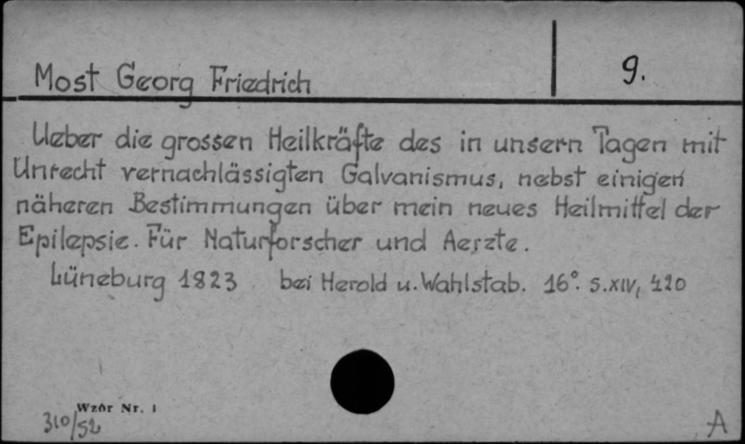 Most Georg Friedrich 9.
Ueber die grossen Heilkräfte des in unsern Tagen mit
Unrecht vernachlässigten Galvanismus, nebst einigen
näheren Bestimmungen über mein neues Heilmittel der
Epilepsie. Für Naturforscher und Aerzte.
Lüneburg 1823 bei Herold u. Wahlstab. 16°. S. XIV, 420
Wzór Nr. 1
310/52 A